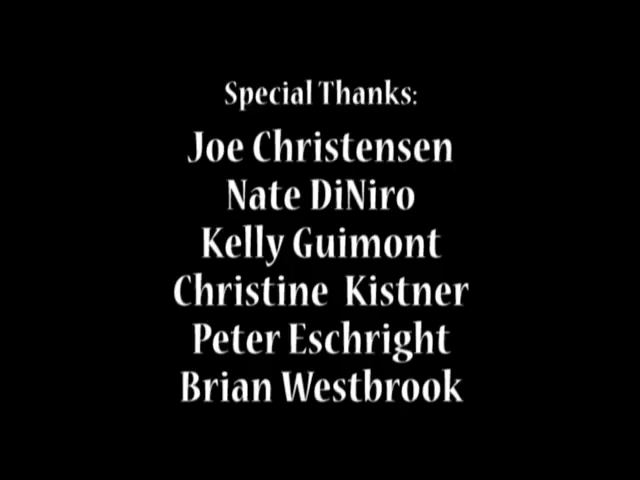 Special Thanks:
Joe Christensen
Nate DiNiro
Kelly Guimont
Christine Kistner
Peter Eschright
Brian Westbrook